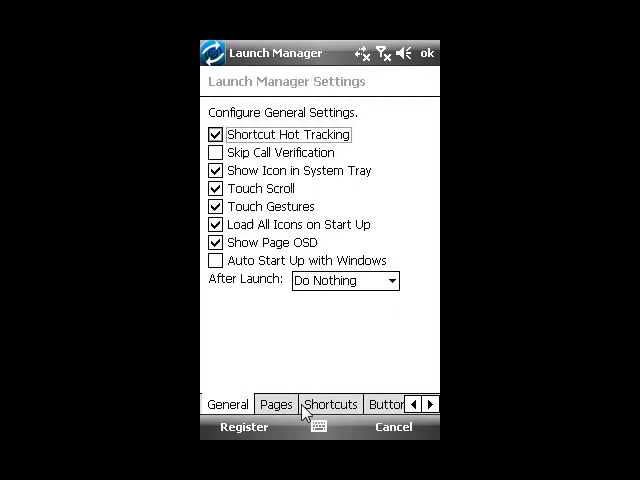 Launch Manager ok
Launch Manager Settings
Configure General Settings.
Shortcut Hot Tracking
Skip Call Verification
Show Icon in System Tray
Touch Scroll
Touch Gestures
Load All Icons on Start Up
Show Page OSD
Auto Start Up with Windows
After Launch: Do Nothing
General Pages Shortcuts Button
Register Cancel